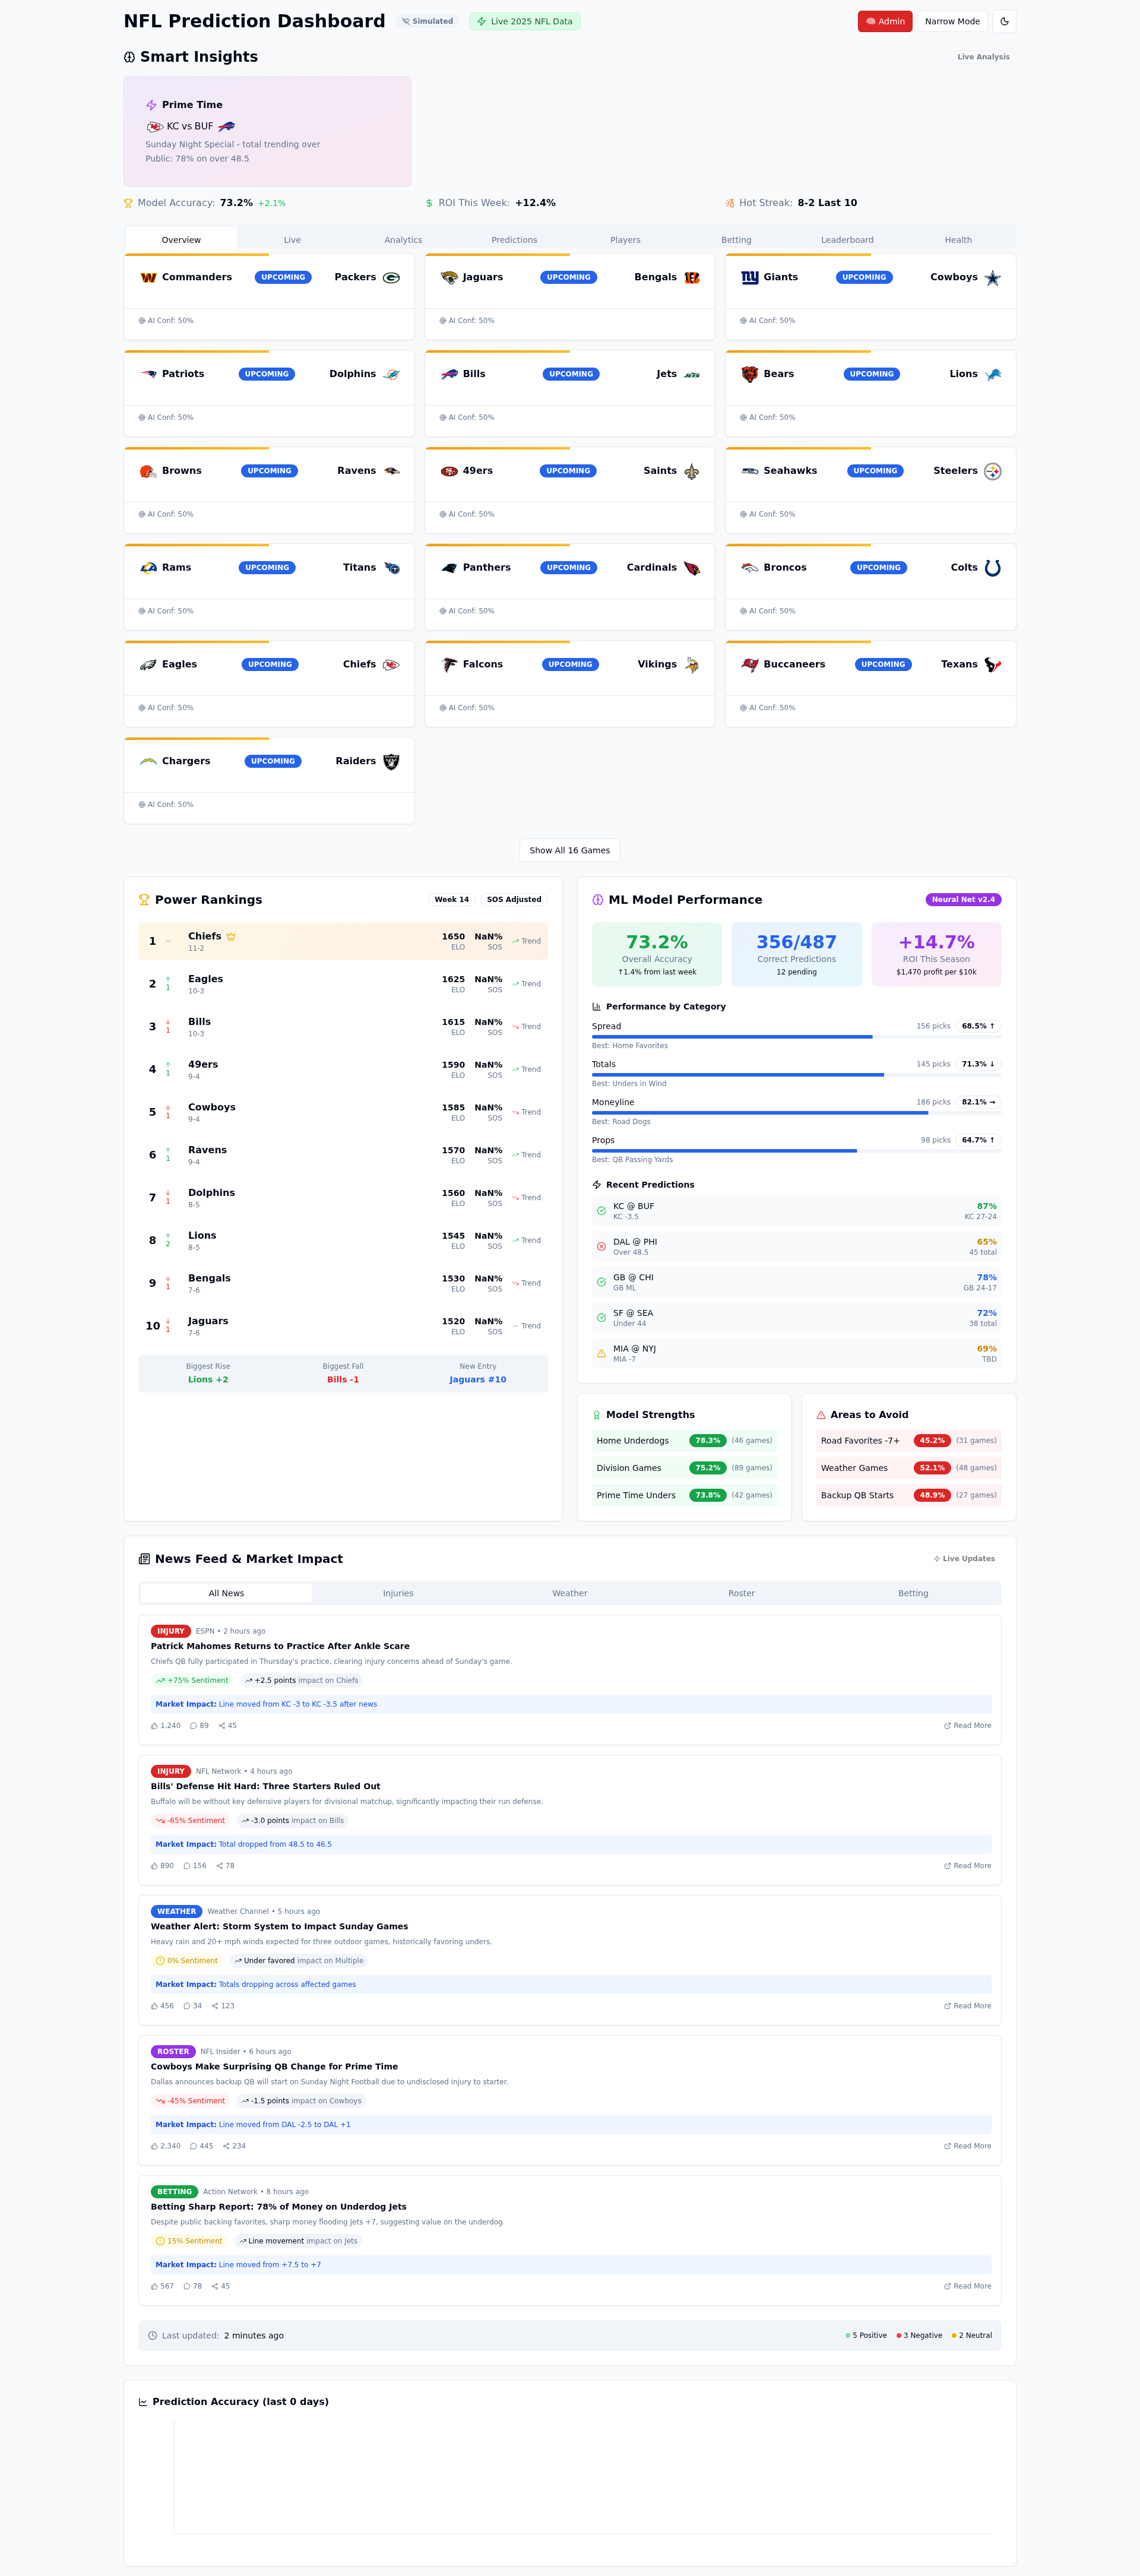 NFL Prediction Dashboard
Simulated
Live 2025 NFL Data
Admin
Narrow Mode
Smart Insights
Live Analysis
Prime Time
KC vs BUF
Sunday Night Special - total trending over
Public: 78% on over 48.5
Model Accuracy: 73.2% +2.1%
ROI This Week: +12.4%
Hot Streak: 8-2 Last 10
Overview Live Analytics Predictions Players Betting Leaderboard Health
Commanders UPCOMING Packers
AI Conf: 50%
Jaguars UPCOMING Bengals
AI Conf: 50%
Giants UPCOMING Cowboys
AI Conf: 50%
Patriots UPCOMING Dolphins
AI Conf: 50%
Bills UPCOMING Jets
AI Conf: 50%
Bears UPCOMING Lions
AI Conf: 50%
Browns UPCOMING Ravens
AI Conf: 50%
49ers UPCOMING Saints
AI Conf: 50%
Seahawks UPCOMING Steelers
AI Conf: 50%
Rams UPCOMING Titans
AI Conf: 50%
Panthers UPCOMING Cardinals
AI Conf: 50%
Broncos UPCOMING Colts
AI Conf: 50%
Eagles UPCOMING Chiefs
AI Conf: 50%
Falcons UPCOMING Vikings
AI Conf: 50%
Buccaneers UPCOMING Texans
AI Conf: 50%
Chargers UPCOMING Raiders
AI Conf: 50%
Show All 16 Games
Power Rankings
Week 14
SOS Adjusted
1 Chiefs 1650 NaN% Trend
11-2 ELO SOS
2 1 Eagles 1625 NaN% Trend
10-3 ELO SOS
3 1 Bills 1615 NaN% Trend
10-3 ELO SOS
4 1 49ers 1590 NaN% Trend
9-4 ELO SOS
5 1 Cowboys 1585 NaN% Trend
9-4 ELO SOS
6 1 Ravens 1570 NaN% Trend
9-4 ELO SOS
7 1 Dolphins 1560 NaN% Trend
8-5 ELO SOS
8 2 Lions 1545 NaN% Trend
8-5 ELO SOS
9 1 Bengals 1530 NaN% Trend
7-6 ELO SOS
10 1 Jaguars 1520 NaN% Trend
7-6 ELO SOS
Biggest Rise Biggest Fall New Entry
Lions +2 Bills -1 Jaguars #10
ML Model Performance
Neural Net v2.4
73.2%
Overall Accuracy
↑1.4% from last week
356/487
Correct Predictions
12 pending
+14.7%
ROI This Season
$1,470 profit per $10k
Performance by Category
Spread 156 picks 68.5% ↑
Best: Home Favorites
Totals 145 picks 71.3% ↓
Best: Unders in Wind
Moneyline 186 picks 82.1% →
Best: Road Dogs
Props 98 picks 64.7% ↑
Best: QB Passing Yards
Recent Predictions
KC @ BUF 87%
KC -3.5 KC 27-24
DAL @ PHI 65%
Over 48.5 45 total
GB @ CHI 78%
GB ML GB 24-17
SF @ SEA 72%
Under 44 38 total
MIA @ NYJ 69%
MIA -7 TBD
Model Strengths
Home Underdogs 78.3% (46 games)
Division Games 75.2% (89 games)
Prime Time Unders 73.8% (42 games)
Areas to Avoid
Road Favorites -7+ 45.2% (31 games)
Weather Games 52.1% (48 games)
Backup QB Starts 48.9% (27 games)
News Feed & Market Impact
Live Updates
All News Injuries Weather Roster Betting
INJURY ESPN • 2 hours ago
Patrick Mahomes Returns to Practice After Ankle Scare
Chiefs QB fully participated in Thursday's practice, clearing injury concerns ahead of Sunday's game.
+75% Sentiment +2.5 points impact on Chiefs
Market Impact: Line moved from KC -3 to KC -3.5 after news
1,240 89 45 Read More
INJURY NFL Network • 4 hours ago
Bills' Defense Hit Hard: Three Starters Ruled Out
Buffalo will be without key defensive players for divisional matchup, significantly impacting their run defense.
-65% Sentiment -3.0 points impact on Bills
Market Impact: Total dropped from 48.5 to 46.5
890 156 78 Read More
WEATHER Weather Channel • 5 hours ago
Weather Alert: Storm System to Impact Sunday Games
Heavy rain and 20+ mph winds expected for three outdoor games, historically favoring unders.
0% Sentiment Under favored impact on Multiple
Market Impact: Totals dropping across affected games
456 34 123 Read More
ROSTER NFL Insider • 6 hours ago
Cowboys Make Surprising QB Change for Prime Time
Dallas announces backup QB will start on Sunday Night Football due to undisclosed injury to starter.
-45% Sentiment -1.5 points impact on Cowboys
Market Impact: Line moved from DAL -2.5 to DAL +1
2,340 445 234 Read More
BETTING Action Network • 8 hours ago
Betting Sharp Report: 78% of Money on Underdog Jets
Despite public backing favorites, sharp money flooding Jets +7, suggesting value on the underdog.
15% Sentiment Line movement impact on Jets
Market Impact: Line moved from +7.5 to +7
567 78 45 Read More
Last updated: 2 minutes ago
5 Positive 3 Negative 2 Neutral
Prediction Accuracy (last 0 days)